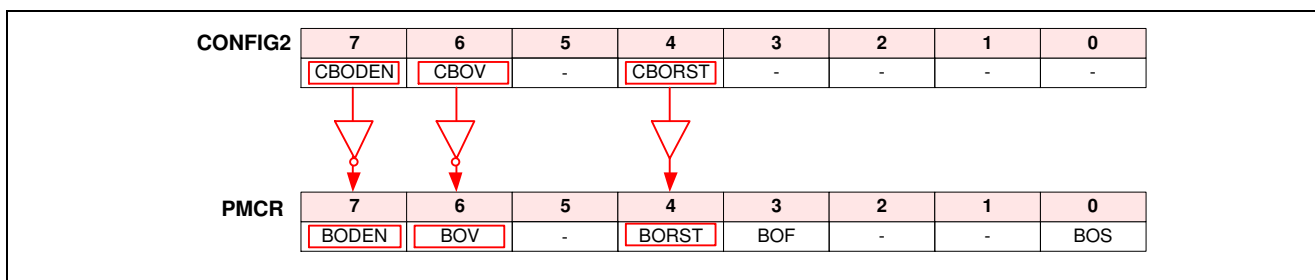 CONFIG2 7 6 5 4 3 2 1 0
CBODEN CBOV - CBORST - - - -
PMCR 7 6 5 4 3 2 1 0
BODEN BOV - BORST BOF - - BOS